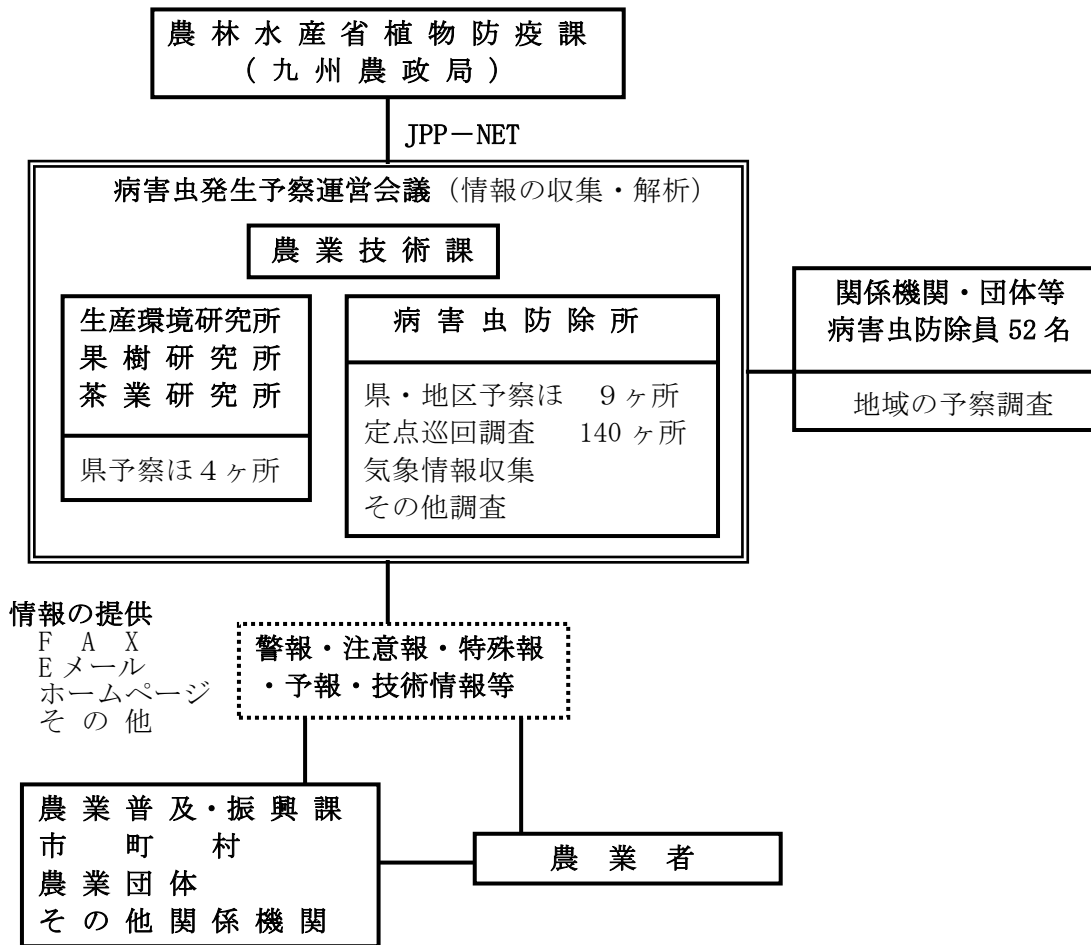 農林水産省植物防疫課
(九州農政局)
JPP－NET
病害虫発生予察運営会議（情報の収集・解析）
農業技術課
生産環境研究所
果樹研究所
茶業研究所
県予察ほ４ヶ所
病害虫防除所
県・地区予察ほ　９ヶ所
定点巡回調査　140ヶ所
気象情報収集
その他調査
関係機関・団体等
病害虫防除員 52 名
地域の予察調査
情報の提供
ＦＡＸ
Ｅメール
ホームページ
その他
警報・注意報・特殊報
・予報・技術情報等
農業普及・振興課
市町村
農業団体
その他関係機関
農業者